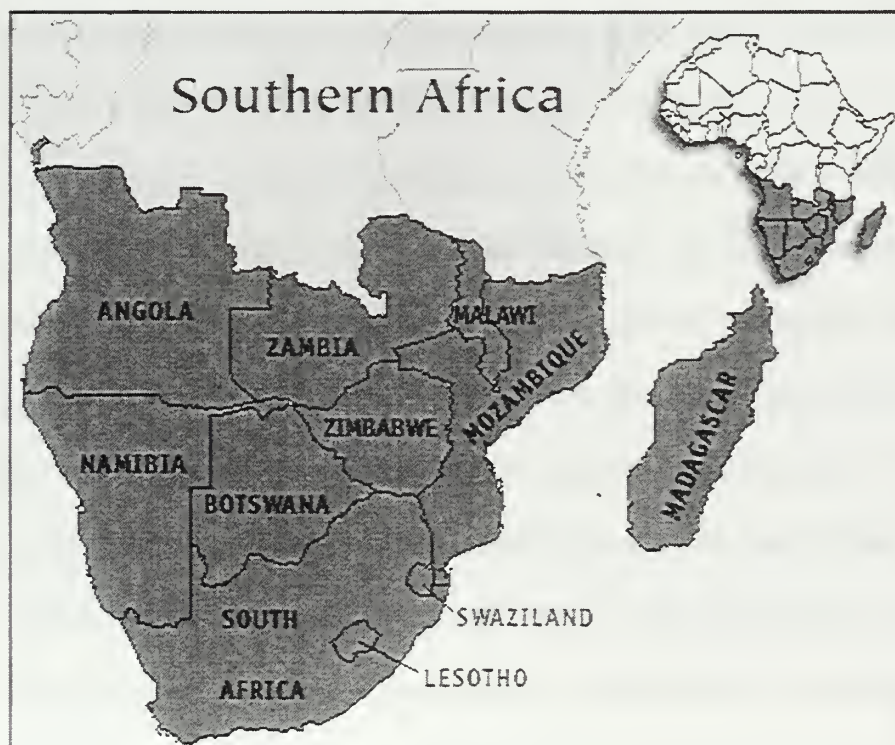 Southern Africa
ANGOLA
ZAMBIA
MALAWI
MOZAMBIQUE
ZIMBABWE
NAMIBIA
BOTSWANA
MADAGASCAR
SOUTH
AFRICA
SWAZILAND
LESOTHO